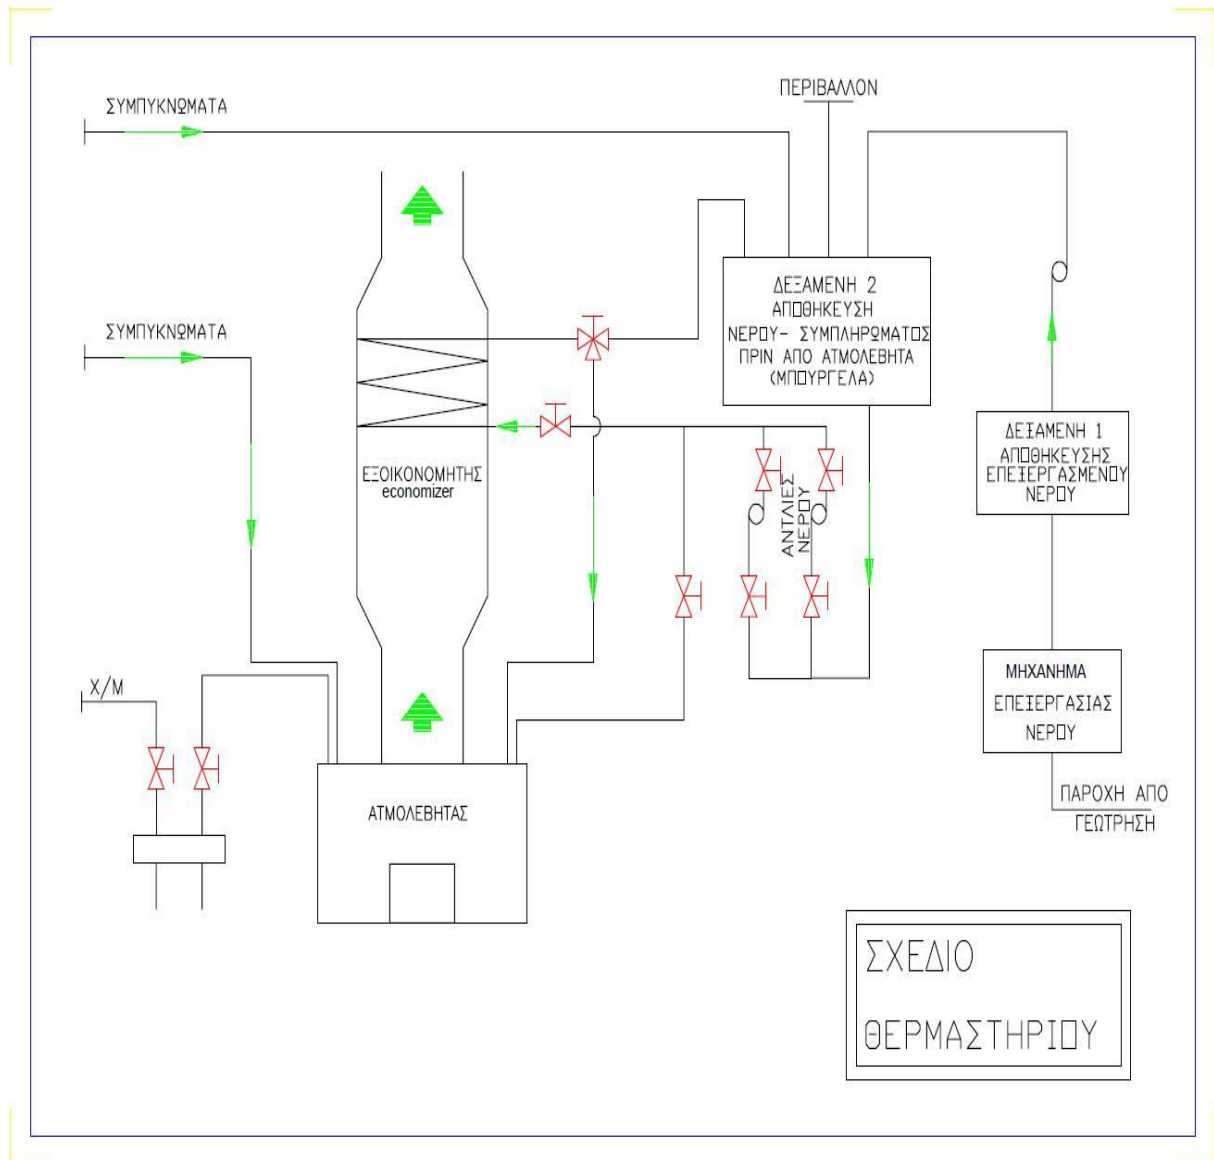 ΣΥΜΠΥΚΝΩΜΑΤΑ
ΠΕΡΙΒΑΛΛΟΝ
ΣΥΜΠΥΚΝΩΜΑΤΑ
ΔΕΞΑΜΕΝΗ 2
ΑΠΟΘΗΚΕΥΣΗ
ΝΕΡΟΥ- ΣΥΜΠΛΗΡΩΜΑΤΟΣ
ΠΡΙΝ ΑΠΟ ΑΤΜΟΛΕΒΗΤΑ
(ΜΠΟΥΡΓΕΛΑ)
ΔΕΞΑΜΕΝΗ 1
ΑΠΟΘΗΚΕΥΣΗΣ
ΕΠΕΞΕΡΓΑΣΜΕΝΟΥ
ΝΕΡΟΥ
ΕΞΟΙΚΟΝΟΜΗΤΗΣ
economizer
ΑΝΤΛΙΕΣ
ΝΕΡΟΥ
ΜΗΧΑΝΗΜΑ
ΕΠΕΞΕΡΓΑΣΙΑΣ
ΝΕΡΟΥ
Χ/Μ
ΠΑΡΟΧΗ ΑΠΟ
ΓΕΩΤΡΗΣΗ
ΑΤΜΟΛΕΒΗΤΑΣ
ΣΧΕΔΙΟ
ΘΕΡΜΑΣΤΗΡΙΟΥ